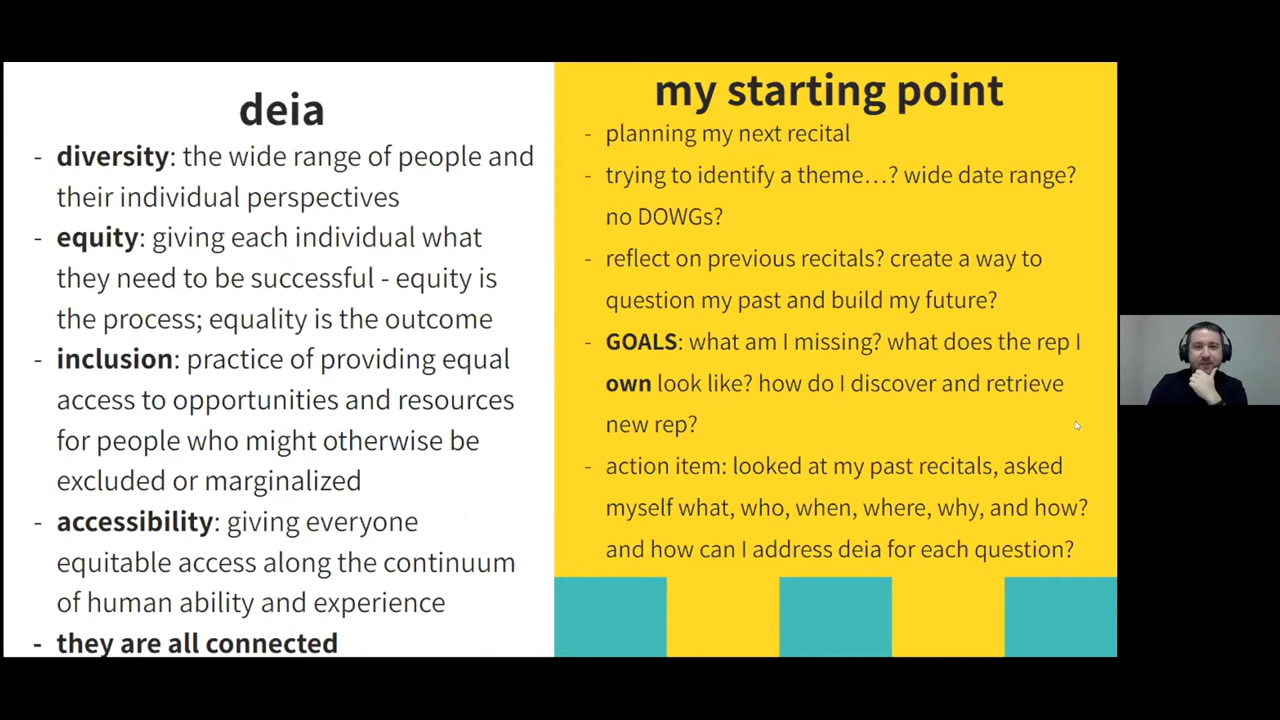 deia
- diversity: the wide range of people and
their individual perspectives
- equity: giving each individual what
they need to be successful - equity is
the process; equality is the outcome
- inclusion: practice of providing equal
access to opportunities and resources
for people who might otherwise be
excluded or marginalized
- accessibility: giving everyone
equitable access along the continuum
of human ability and experience
- they are all connected
my starting point
- planning my next recital
- trying to identify a theme…? wide date range?
no DOWGs?
- reflect on previous recitals? create a way to
question my past and build my future?
- GOALS: what am I missing? what does the rep I
own look like? how do I discover and retrieve
new rep?
- action item: looked at my past recitals, asked
myself what, who, when, where, why, and how?
and how can I address deia for each question?